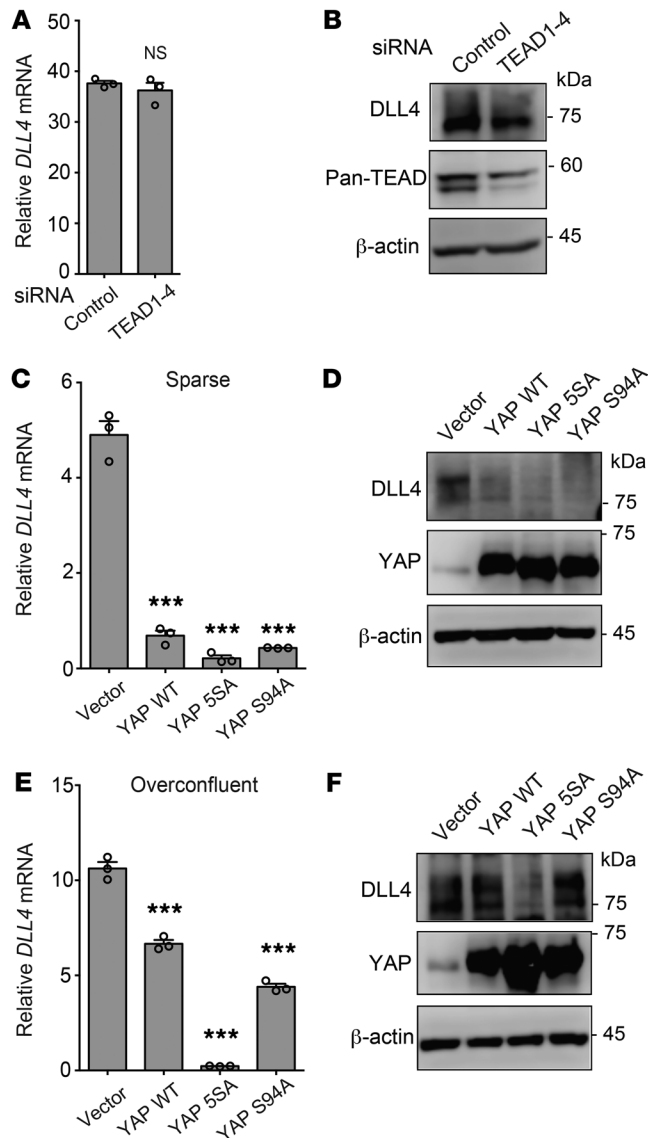 A
Relative DLL4 mRNA
50
40
30
20
10
0
NS
siRNA
Control
TEAD1-4
B
siRNA
Control
TEAD1-4
kDa
DLL4
- 75
Pan-TEAD
- 60
β-actin
- 45
C
Sparse
Relative DLL4 mRNA
6
4
2
0
***
***
***
Vector
YAP WT
YAP 5SA
YAP S94A
D
Vector
YAP WT
YAP 5SA
YAP S94A
kDa
DLL4
- 75
- 75
YAP
β-actin
- 45
E
Overconfluent
Relative DLL4 mRNA
15
10
5
0
***
***
***
Vector
YAP WT
YAP 5SA
YAP S94A
F
Vector
YAP WT
YAP 5SA
YAP S94A
kDa
DLL4
- 75
- 75
YAP
β-actin
- 45